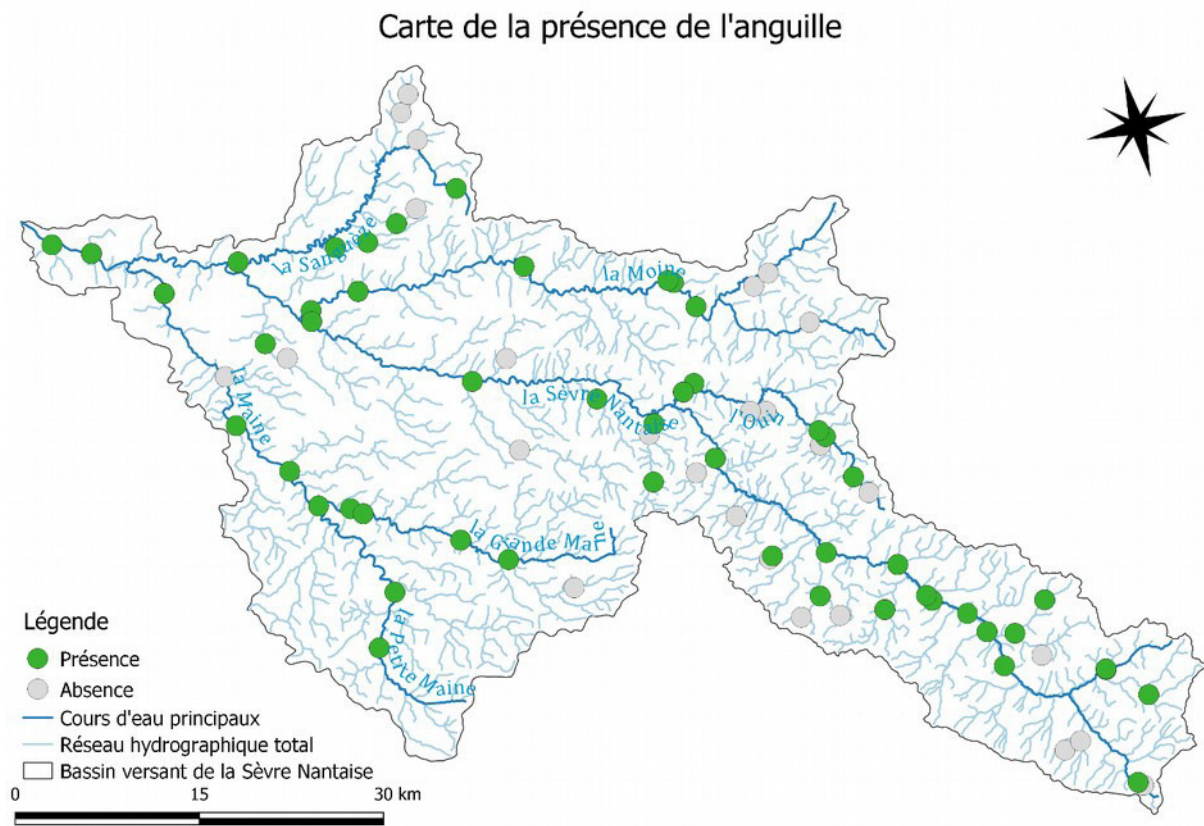 Carte de la présence de l'anguille
la Sanguèze
la Moine
la Maine
la Sèvre Nantaise
l'Ouin
la Grande Maine
la Petite Maine
Légende
Présence
Absence
Cours d'eau principaux
Réseau hydrographique total
Bassin versant de la Sèvre Nantaise
0 15 30 km